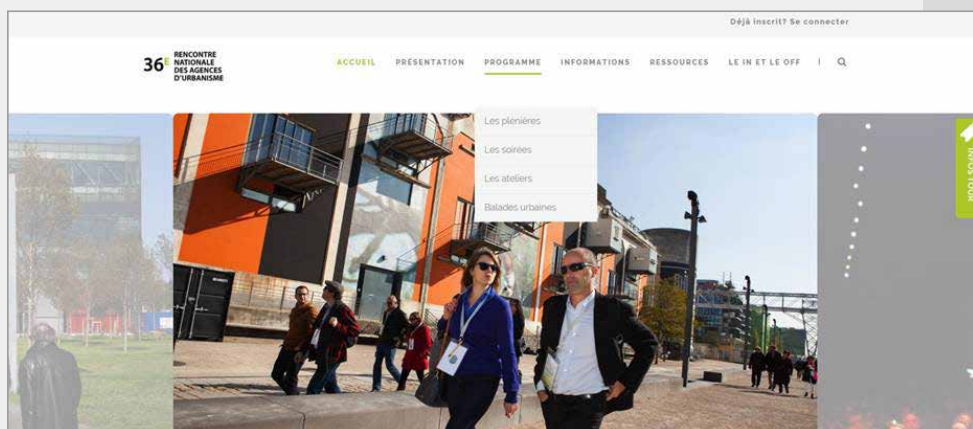 Déjà inscrit? Se connecter
36E RENCONTRE
NATIONALE
DES AGENCES
D'URBANISME
ACCUEIL PRÉSENTATION PROGRAMME INFORMATIONS RESSOURCES LE IN ET LE OFF |
Les plénières
Les soirées
Les ateliers
Balades urbaines